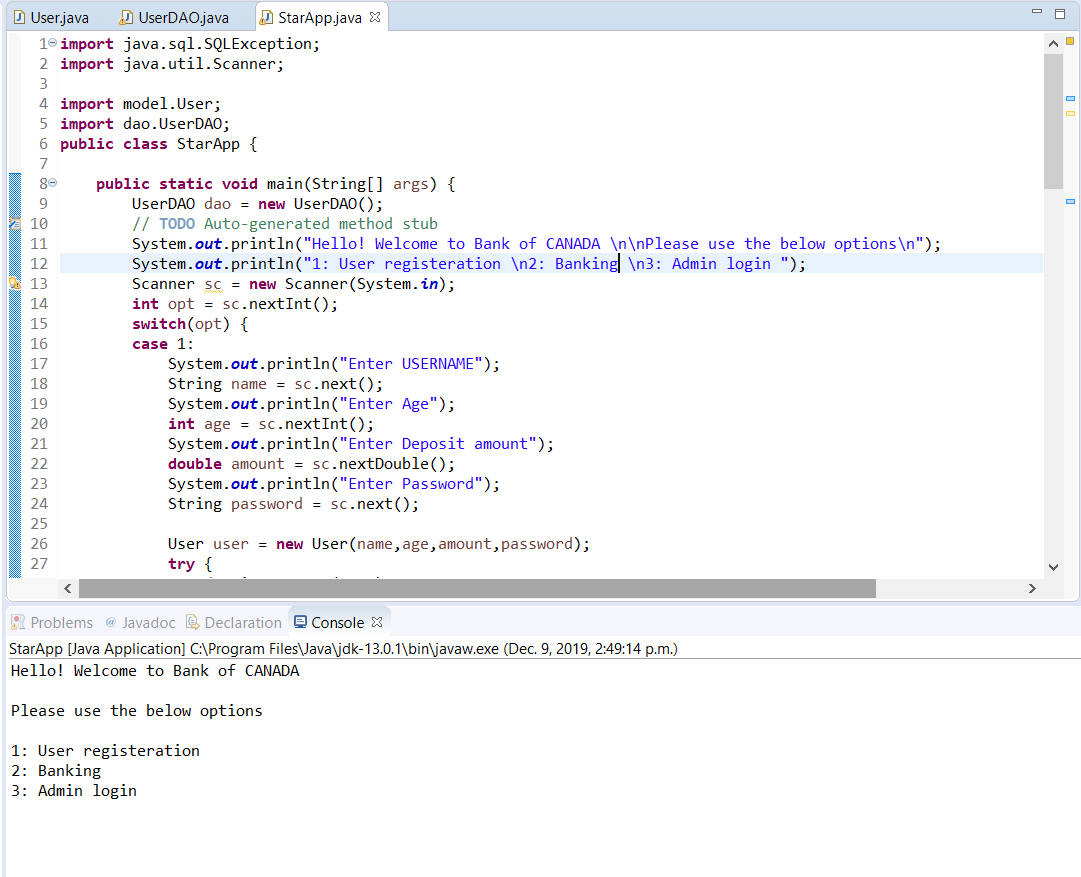 User.java UserDAO.java StarApp.java
1 import java.sql.SQLException;
2 import java.util.Scanner;
3
4 import model.User;
5 import dao.UserDAO;
6 public class StarApp {
7
8 public static void main(String[] args) {
9 UserDAO dao = new UserDAO();
10 // TODO Auto-generated method stub
11 System.out.println("Hello! Welcome to Bank of CANADA \n\nPlease use the below options\n");
12 System.out.println("1: User registeration \n2: Banking \n3: Admin login ");
13 Scanner sc = new Scanner(System.in);
14 int opt = sc.nextInt();
15 switch(opt) {
16 case 1:
17 System.out.println("Enter USERNAME");
18 String name = sc.next();
19 System.out.println("Enter Age");
20 int age = sc.nextInt();
21 System.out.println("Enter Deposit amount");
22 double amount = sc.nextDouble();
23 System.out.println("Enter Password");
24 String password = sc.next();
25
26 User user = new User(name,age,amount,password);
27 try {
Problems @ Javadoc Declaration Console
StarApp [Java Application] C:\Program Files\Java\jdk-13.0.1\bin\javaw.exe (Dec. 9, 2019, 2:49:14 p.m.)
Hello! Welcome to Bank of CANADA
Please use the below options
1: User registeration
2: Banking
3: Admin login